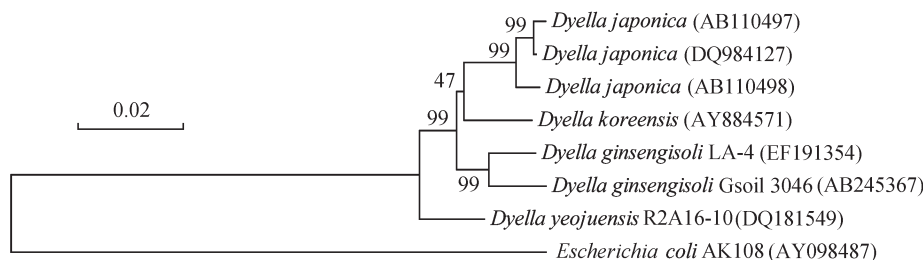 99 Dyella japonica (AB110497)
99 Dyella japonica (DQ984127)
47 Dyella japonica (AB110498)
0.02
99 Dyella koreensis (AY884571)
Dyella ginsengisoli LA-4 (EF191354)
99 Dyella ginsengisoli Gsoil 3046 (AB245367)
Dyella yeojuensis R2A16-10 (DQ181549)
Escherichia coli AK108 (AY098487)